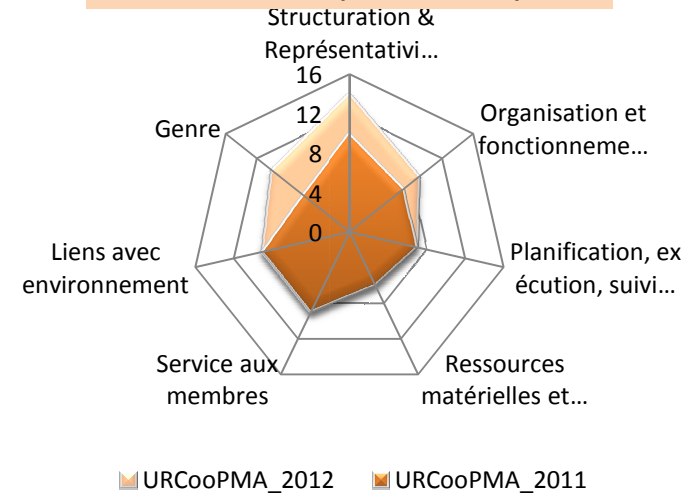 Structuration &
Représentativi…
16
12
8
4
0
Organisation et
fonctionneme…
Planification, ex
écution, suivi…
Ressources
matérielles et…
Service aux
membres
Liens avec
environnement
Genre
URCooPMA_2012
URCooPMA_2011